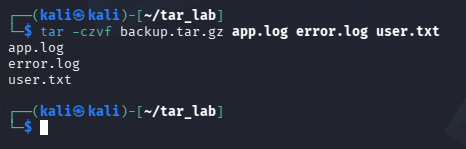 ┌──(kali㉿kali)-[~/tar_lab]
└─$ tar -czvf backup.tar.gz app.log error.log user.txt
app.log
error.log
user.txt
┌──(kali㉿kali)-[~/tar_lab]
└─$